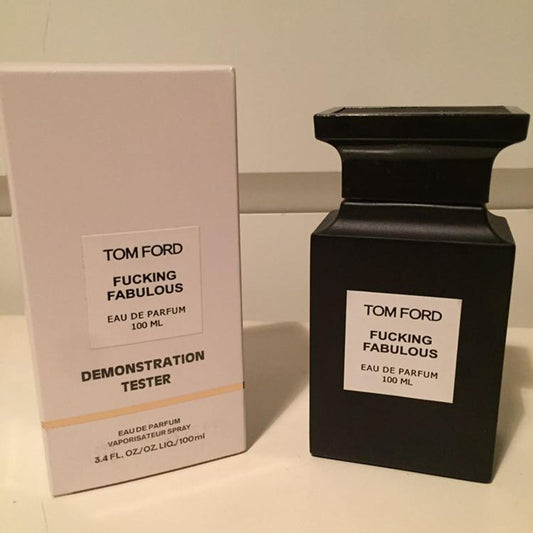 TOM FORD
FUCKING
FABULOUS
EAU DE PARFUM
100 ML
DEMONSTRATION
TESTER
EAU DE PARFUM
VAPORISATEUR SPRAY
3.4 FL. OZ./OZ. LIQ./100ml
TOM FORD
FUCKING
FABULOUS
EAU DE PARFUM
100 ML